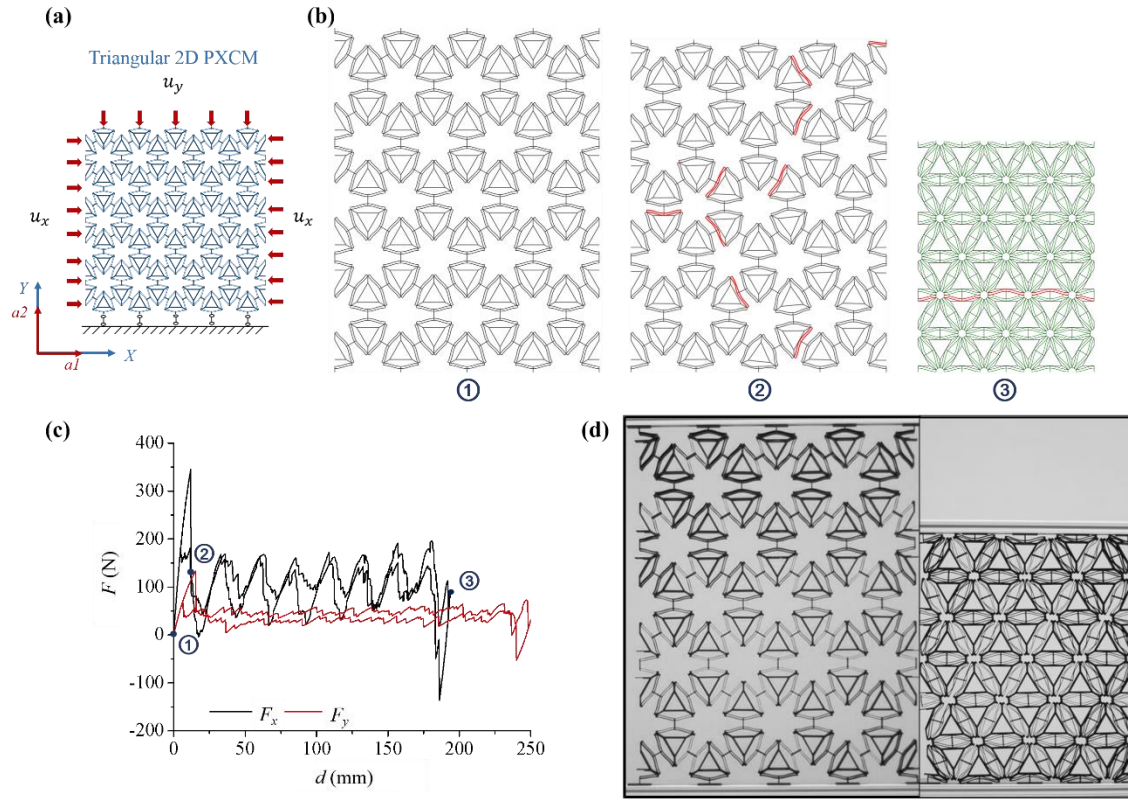 (a)
Triangular 2D PXCM
u_y
u_x
u_x
Y
a2
a1
X
(b)
①
②
③
(c)
400
300
200
100
0
-100
-200
F (N)
①
②
③
F_x
F_y
0
50
100
150
200
250
d (mm)
(d)